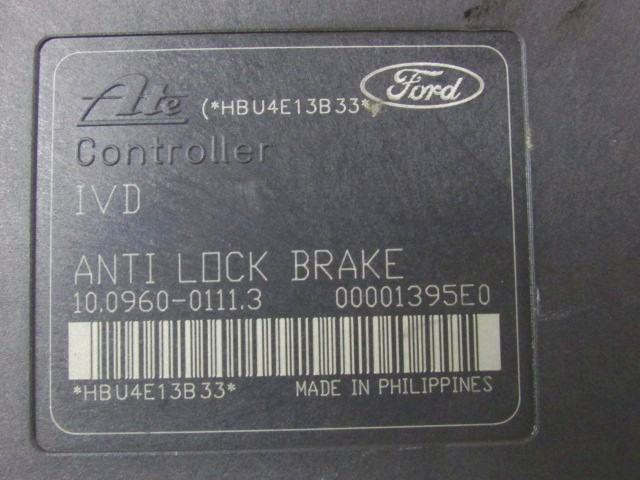 Ate (*HBU4E13B33* Ford
Controller
IVD
ANTI LOCK BRAKE
10.0960-0111.3 00001395E0
*HBU4E13B33* MADE IN PHILIPPINES